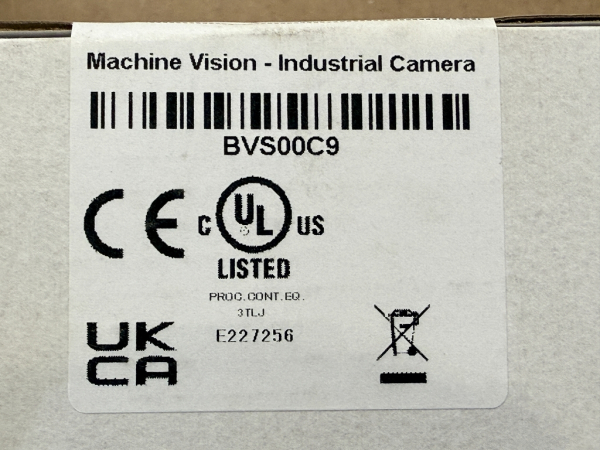 Machine Vision - Industrial Camera
BVS00C9
CE
C UL US
LISTED
PROC.CONT.EQ.
3TLJ
E227256
UK
CA